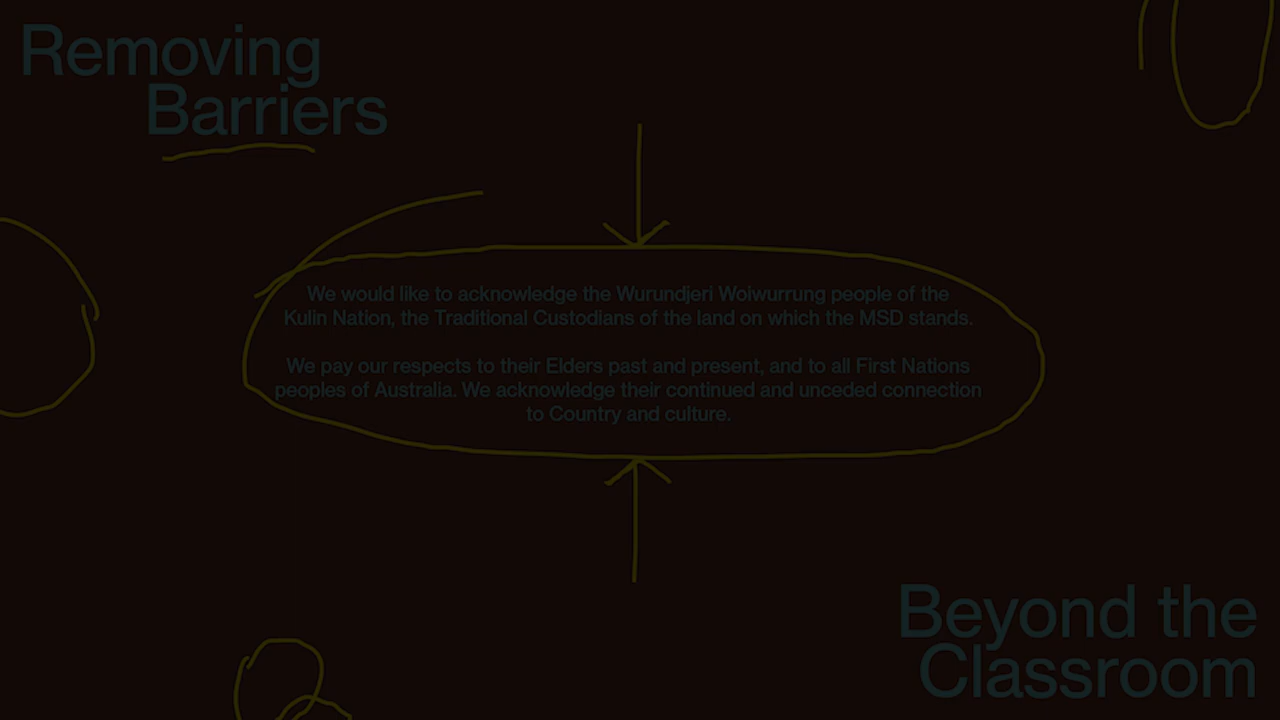 Removing
Barriers
We would like to acknowledge the Wurundjeri Woiwurrung people of the
Kulin Nation, the Traditional Custodians of the land on which the MSD stands.
We pay our respects to their Elders past and present, and to all First Nations
peoples of Australia. We acknowledge their continued and unceded connection
to Country and culture.
Beyond the
Classroom